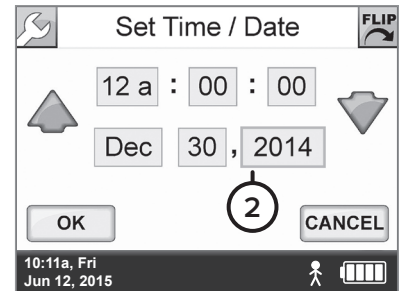 Set Time / Date
FLIP
12 a : 00 : 00
Dec 30 , 2014
2
OK
CANCEL
10:11a, Fri
Jun 12, 2015